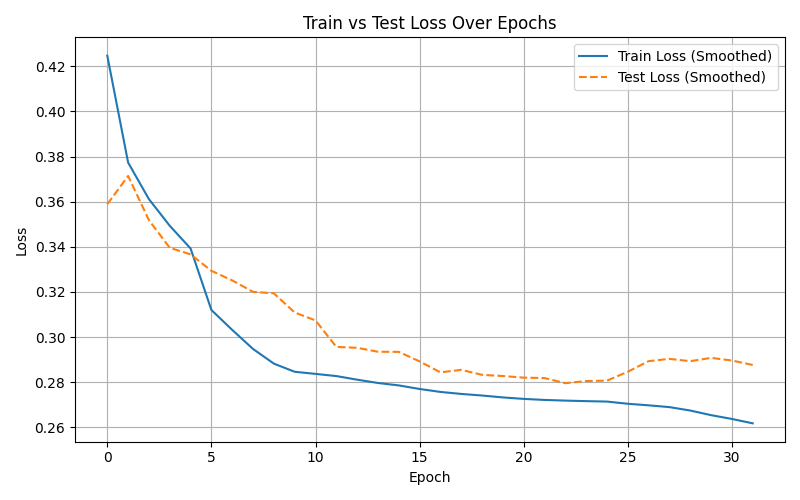 Train vs Test Loss Over Epochs
Train Loss (Smoothed)
Test Loss (Smoothed)
Loss
0.42
0.40
0.38
0.36
0.34
0.32
0.30
0.28
0.26
0 5 10 15 20 25 30
Epoch